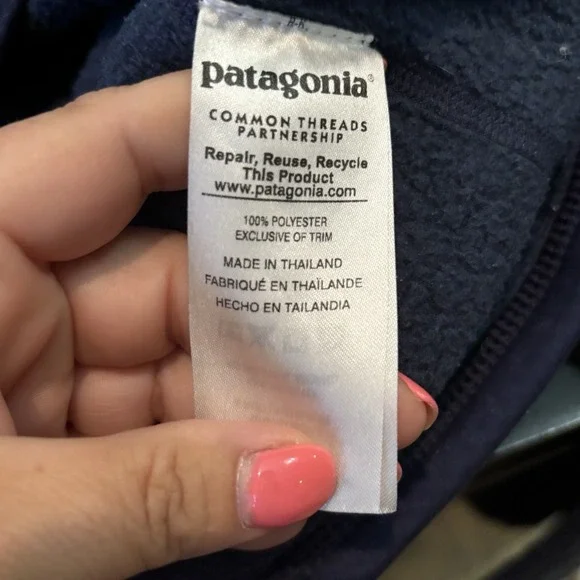 patagonia®
COMMON THREADS
PARTNERSHIP
Repair, Reuse, Recycle
This Product
www.patagonia.com
100% POLYESTER
EXCLUSIVE OF TRIM
MADE IN THAILAND
FABRIQUÉ EN THAÏLANDE
HECHO EN TAILANDIA